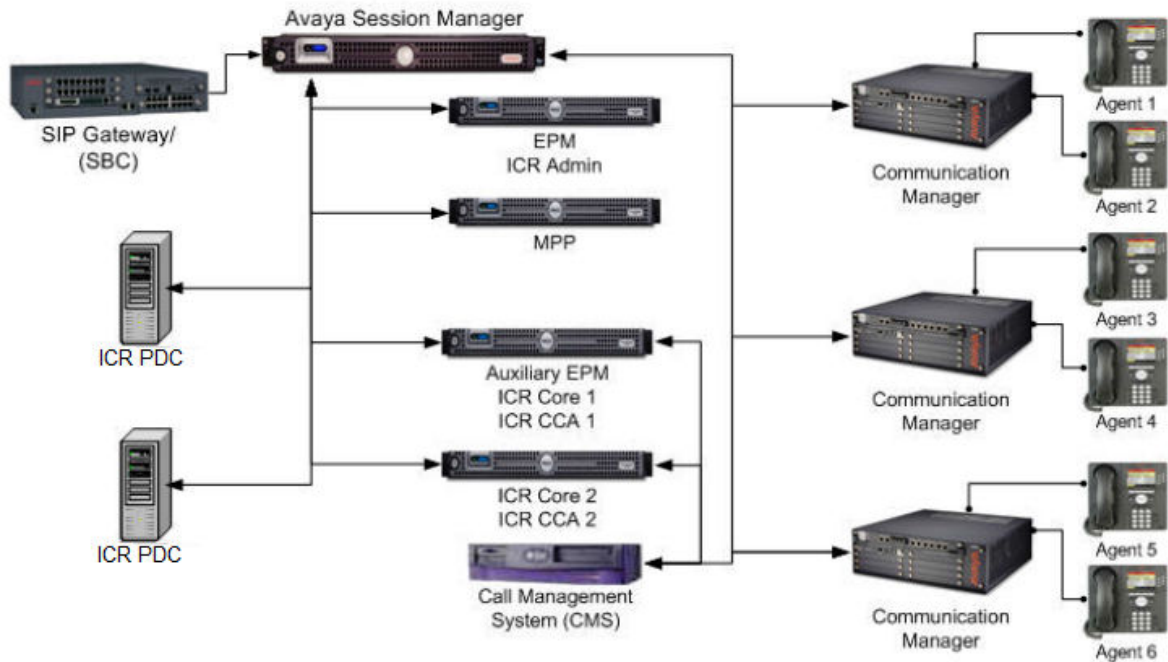 Avaya Session Manager
SIP Gateway/
(SBC)
EPM
ICR Admin
MPP
ICR PDC
Auxiliary EPM
ICR Core 1
ICR CCA 1
ICR PDC
ICR Core 2
ICR CCA 2
Call Management
System (CMS)
Communication
Manager
Agent 1
Agent 2
Communication
Manager
Agent 3
Agent 4
Communication
Manager
Agent 5
Agent 6